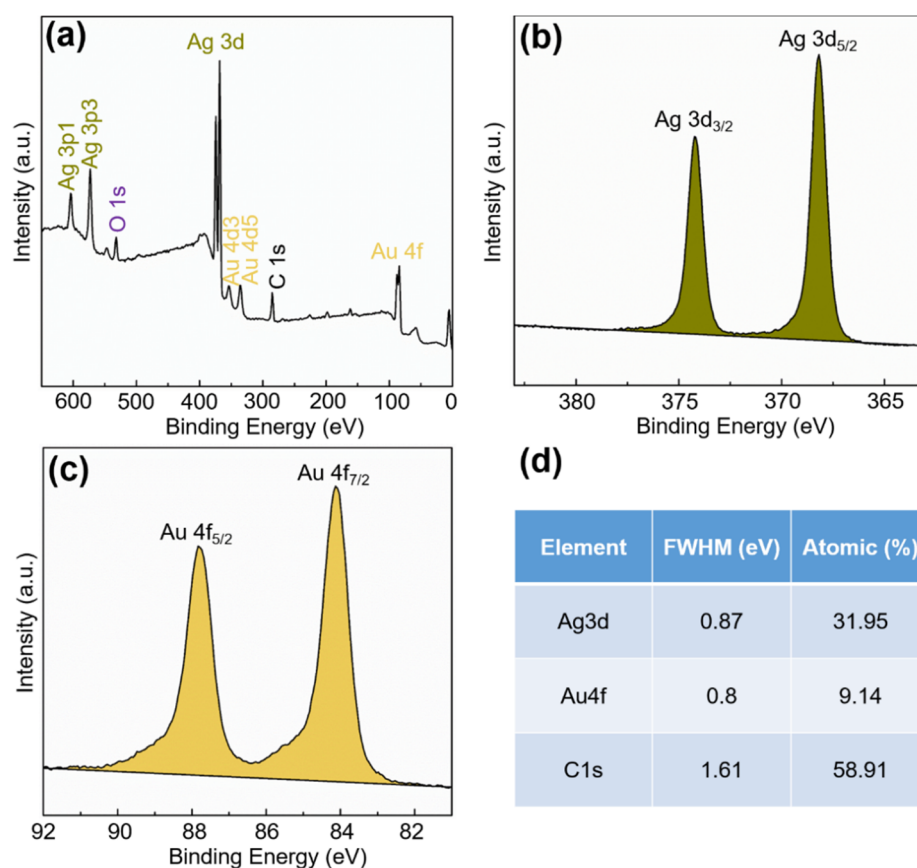 (a)
Ag 3d
Ag 3p1
Ag 3p3
O 1s
Au 4d3
Au 4d5
C 1s
Au 4f
Intensity (a.u.)
600 500 400 300 200 100 0
Binding Energy (eV)
(b)
Ag 3d5/2
Ag 3d3/2
Intensity (a.u.)
380 375 370 365
Binding Energy (eV)
(c)
Au 4f7/2
Au 4f5/2
Intensity (a.u.)
92 90 88 86 84 82
Binding Energy (eV)
(d)
Element FWHM (eV) Atomic (%)
Ag3d 0.87 31.95
Au4f 0.8 9.14
C1s 1.61 58.91